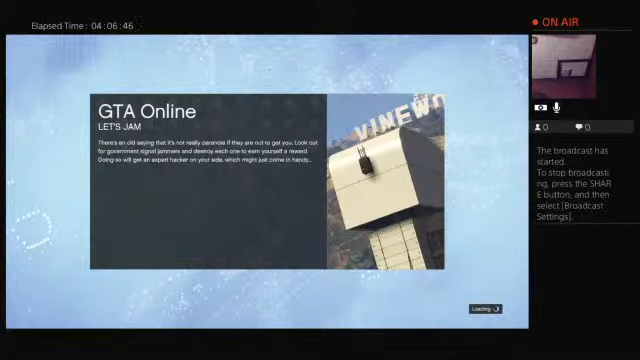 Elapsed Time : 04:06:45
ON AIR
GTA Online
LET'S JAM
There's an old saying that it's not really paranoia if they are out to get you. Look out
for government signal jammers and destroy each one to earn yourself a reward.
Doing so will get an expert hacker on your side, which might just come in handy...
VINEW
0
0
The broadcast has
started.
To stop broadcasti
ng, press the SHAR
E button, and then
select [Broadcast
Settings].
Loading